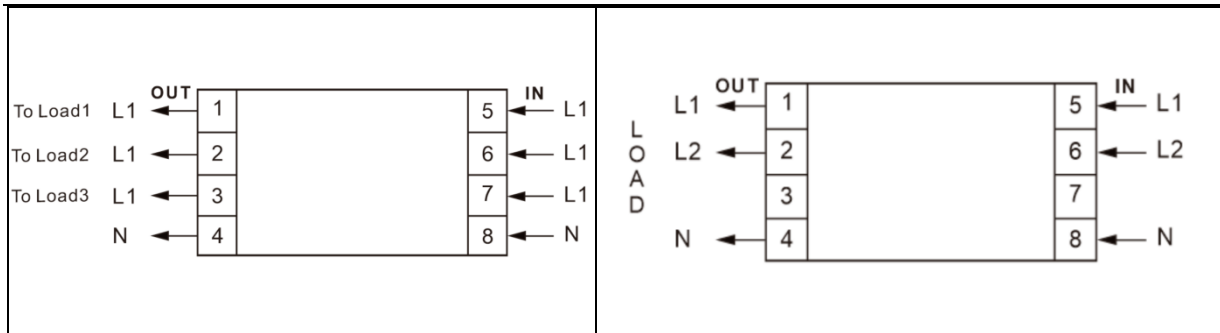 OUT IN
To Load1 L1 1 5 L1
To Load2 L1 2 6 L1
To Load3 L1 3 7 L1
N 4 8 N
OUT IN
L1 1 5 L1
L2 2 6 L2
3 7
N 4 8 N
L
O
A
D